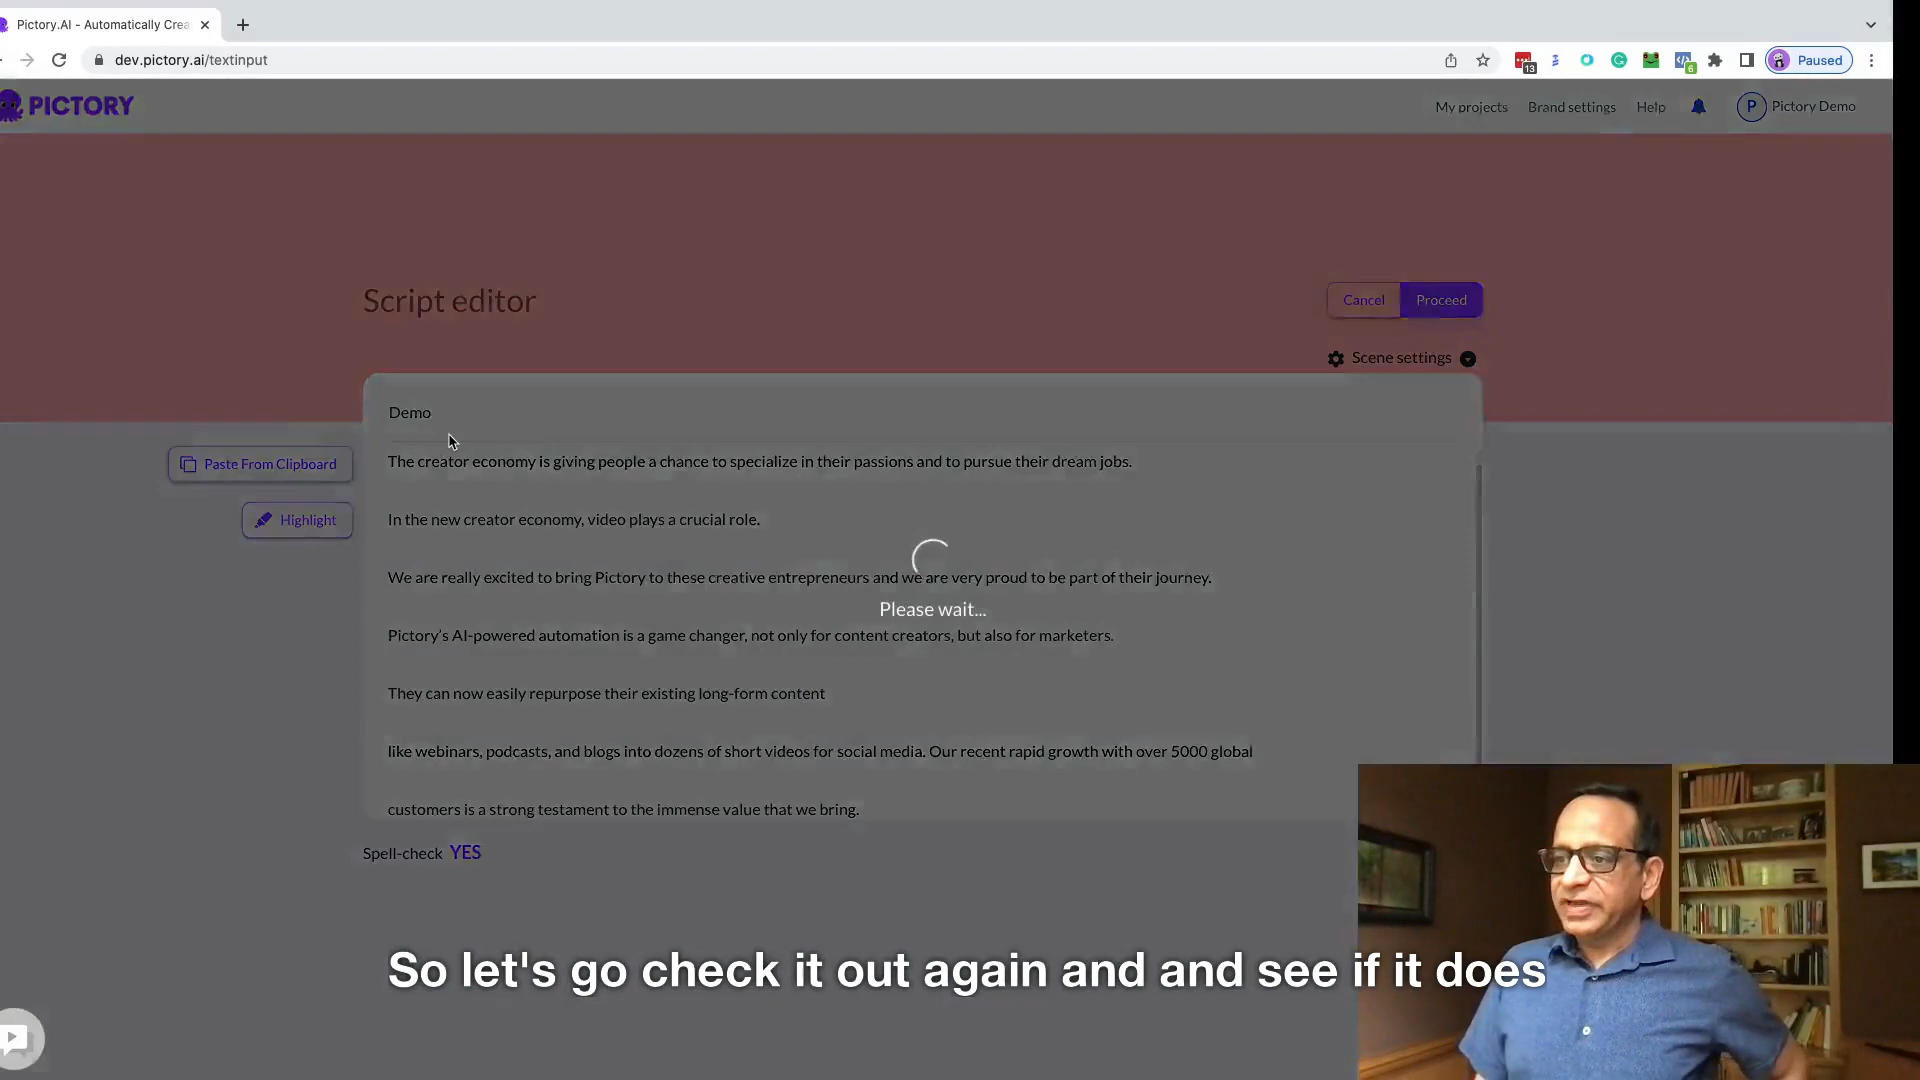 Pictory.AI - Automatically Crea
dev.pictory.ai/textinput
13
6
Paused
PICTORY
My projects
Brand settings
Help
P
Pictory Demo
Script editor
Cancel
Proceed
Scene settings
Demo
Paste From Clipboard
Highlight
The creator economy is giving people a chance to specialize in their passions and to pursue their dream jobs.
In the new creator economy, video plays a crucial role.
We are really excited to bring Pictory to these creative entrepreneurs and we are very proud to be part of their journey.
Please wait...
Pictory’s AI-powered automation is a game changer, not only for content creators, but also for marketers.
They can now easily repurpose their existing long-form content
like webinars, podcasts, and blogs into dozens of short videos for social media. Our recent rapid growth with over 5000 global
customers is a strong testament to the immense value that we bring.
Spell-check YES
So let's go check it out again and and see if it does